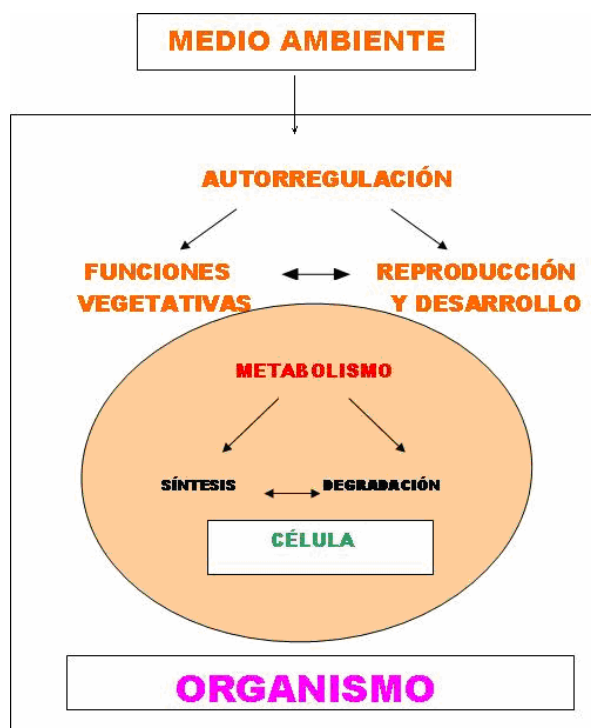 MEDIO AMBIENTE
AUTORREGULACIÓN
FUNCIONES
VEGETATIVAS
REPRODUCCIÓN
Y DESARROLLO
METABOLISMO
SÍNTESIS
DEGRADACIÓN
CÉLULA
ORGANISMO